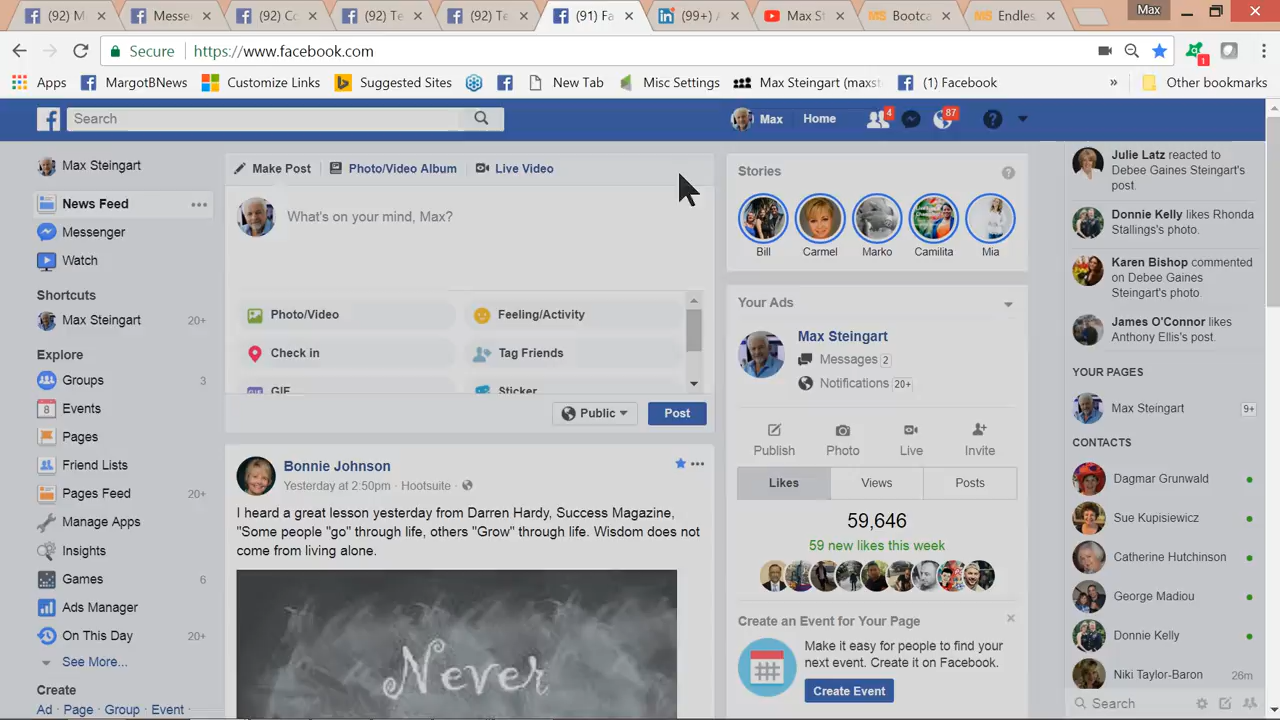 (92) M
Messe
(92) C
(92) Te
(92) Te
(91) Fa
(99+)
Max St
Bootca
Endles
Max
Secure
https://www.facebook.com
Apps
MargotBNews
Customize Links
Suggested Sites
New Tab
Misc Settings
Max Steingart (maxst
(1) Facebook
»
Other bookmarks
1
Search
Max
Home
4
87
Max Steingart
News Feed
Messenger
Watch
Shortcuts
Max Steingart 20+
Explore
Groups 3
Events
Pages
Friend Lists
Pages Feed 20+
Manage Apps
Insights
Games 6
Ads Manager
On This Day 20+
See More...
Create
Ad · Page · Group · Event ·
Make Post
Photo/Video Album
Live Video
What's on your mind, Max?
Photo/Video
Feeling/Activity
Check in
Tag Friends
GIF
Sticker
Public
Post
Bonnie Johnson
Yesterday at 2:50pm · Hootsuite ·
I heard a great lesson yesterday from Darren Hardy, Success Magazine,
"Some people "go" through life, others "Grow" through life. Wisdom does not
come from living alone.
Never
Stories
Bill
Carmel
Marko
Camilita
Mia
Your Ads
Max Steingart
Messages 2
Notifications 20+
Publish
Photo
Live
Invite
Likes
Views
Posts
59,646
59 new likes this week
Create an Event for Your Page
Make it easy for people to find your
next event. Create it on Facebook.
Create Event
Julie Latz reacted to
Debee Gaines Steingart's
post.
Donnie Kelly likes Rhonda
Stallings's photo.
Karen Bishop commented
on Debee Gaines
Steingart's photo.
James O'Connor likes
Anthony Ellis's post.
YOUR PAGES
Max Steingart 9+
CONTACTS
Dagmar Grunwald
Sue Kupisiewicz
Catherine Hutchinson
George Madiou
Donnie Kelly
Niki Taylor-Baron 26m
Search